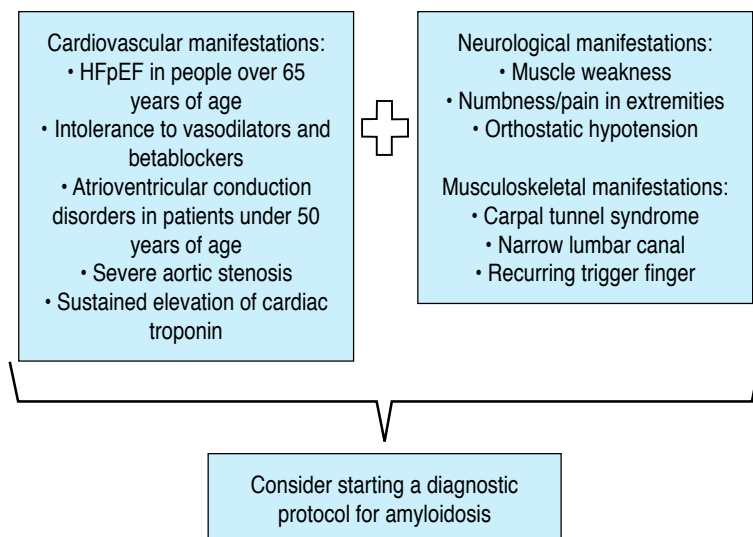 Cardiovascular manifestations:
• HFpEF in people over 65
years of age
• Intolerance to vasodilators and
betablockers
• Atrioventricular conduction
disorders in patients under 50
years of age
• Severe aortic stenosis
• Sustained elevation of cardiac
troponin
Neurological manifestations:
• Muscle weakness
• Numbness/pain in extremities
• Orthostatic hypotension
Musculoskeletal manifestations:
• Carpal tunnel syndrome
• Narrow lumbar canal
• Recurring trigger finger
Consider starting a diagnostic
protocol for amyloidosis